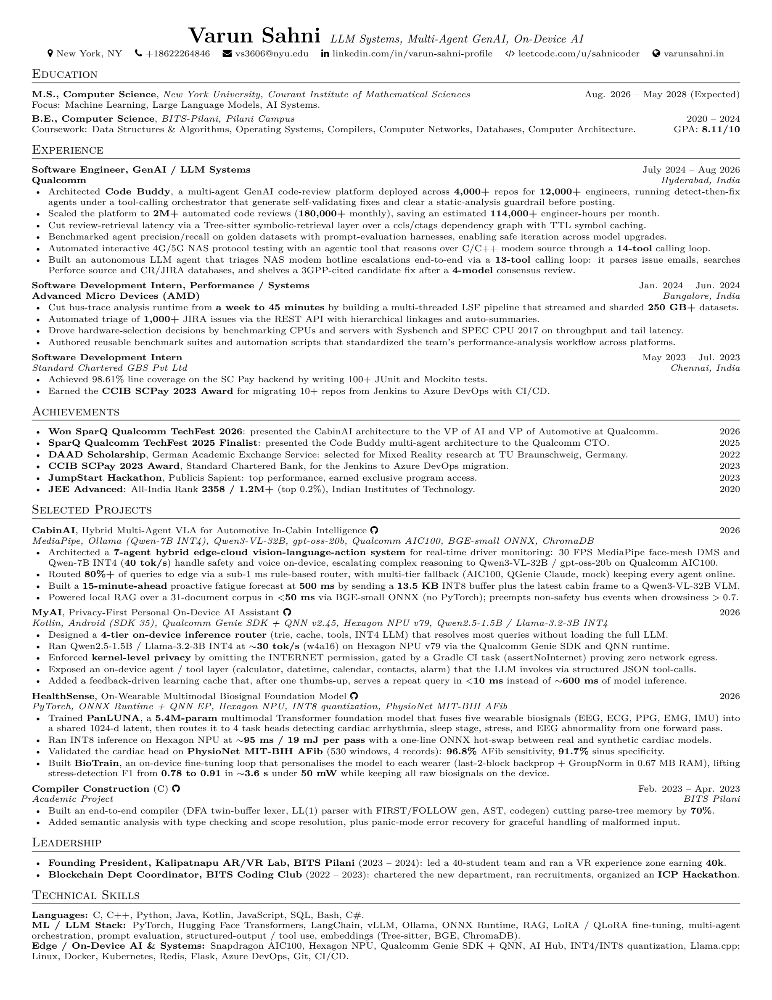 Varun Sahni LLM Systems, Multi-Agent GenAI, On-Device AI
New York, NY +18622264846 vs3606@nyu.edu linkedin.com/in/varun-sahni-profile leetcode.com/u/sahnicoder varunsahni.in
Education
M.S., Computer Science, New York University, Courant Institute of Mathematical Sciences Aug. 2026 – May 2028 (Expected)
Focus: Machine Learning, Large Language Models, AI Systems.
B.E., Computer Science, BITS-Pilani, Pilani Campus 2020 – 2024
Coursework: Data Structures & Algorithms, Operating Systems, Compilers, Computer Networks, Databases, Computer Architecture. GPA: 8.11/10
Experience
Software Engineer, GenAI / LLM Systems July 2024 – Aug 2026
Qualcomm Hyderabad, India
• Architected Code Buddy, a multi-agent GenAI code-review platform deployed across 4,000+ repos for 12,000+ engineers, running detect-then-fix
agents under a tool-calling orchestrator that generate self-validating fixes and clear a static-analysis guardrail before posting.
• Scaled the platform to 2M+ automated code reviews (180,000+ monthly), saving an estimated 114,000+ engineer-hours per month.
• Cut review-retrieval latency via a Tree-sitter symbolic-retrieval layer over a ccls/ctags dependency graph with TTL symbol caching.
• Benchmarked agent precision/recall on golden datasets with prompt-evaluation harnesses, enabling safe iteration across model upgrades.
• Automated interactive 4G/5G NAS protocol testing with an agentic tool that reasons over C/C++ modem source through a 14-tool calling loop.
• Built an autonomous LLM agent that triages NAS modem hotline escalations end-to-end via a 13-tool calling loop: it parses issue emails, searches
Perforce source and CR/JIRA databases, and shelves a 3GPP-cited candidate fix after a 4-model consensus review.
Software Development Intern, Performance / Systems Jan. 2024 – Jun. 2024
Advanced Micro Devices (AMD) Bangalore, India
• Cut bus-trace analysis runtime from a week to 45 minutes by building a multi-threaded LSF pipeline that streamed and sharded 250 GB+ datasets.
• Automated triage of 1,000+ JIRA issues via the REST API with hierarchical linkages and auto-summaries.
• Drove hardware-selection decisions by benchmarking CPUs and servers with Sysbench and SPEC CPU 2017 on throughput and tail latency.
• Authored reusable benchmark suites and automation scripts that standardized the team's performance-analysis workflow across platforms.
Software Development Intern May 2023 – Jul. 2023
Standard Chartered GBS Pvt Ltd Chennai, India
• Achieved 98.61% line coverage on the SC Pay backend by writing 100+ JUnit and Mockito tests.
• Earned the CCIB SCPay 2023 Award for migrating 10+ repos from Jenkins to Azure DevOps with CI/CD.
Achievements
• Won SparQ Qualcomm TechFest 2026: presented the CabinAI architecture to the VP of AI and VP of Automotive at Qualcomm. 2026
• SparQ Qualcomm TechFest 2025 Finalist: presented the Code Buddy multi-agent architecture to the Qualcomm CTO. 2025
• DAAD Scholarship, German Academic Exchange Service: selected for Mixed Reality research at TU Braunschweig, Germany. 2022
• CCIB SCPay 2023 Award, Standard Chartered Bank, for the Jenkins to Azure DevOps migration. 2023
• JumpStart Hackathon, Publicis Sapient: top performance, earned exclusive program access. 2023
• JEE Advanced: All-India Rank 2358 / 1.2M+ (top 0.2%), Indian Institutes of Technology. 2020
Selected Projects
CabinAI, Hybrid Multi-Agent VLA for Automotive In-Cabin Intelligence 2026
MediaPipe, Ollama (Qwen-7B INT4), Qwen3-VL-32B, gpt-oss-20b, Qualcomm AIC100, BGE-small ONNX, ChromaDB
• Architected a 7-agent hybrid edge-cloud vision-language-action system for real-time driver monitoring: 30 FPS MediaPipe face-mesh DMS and
Qwen-7B INT4 (40 tok/s) handle safety and voice on-device, escalating complex reasoning to Qwen3-VL-32B / gpt-oss-20b on Qualcomm AIC100.
• Routed 80%+ of queries to edge via a sub-1 ms rule-based router, with multi-tier fallback (AIC100, QGenie Claude, mock) keeping every agent online.
• Built a 15-minute-ahead proactive fatigue forecast at 500 ms by sending a 13.5 KB INT8 buffer plus the latest cabin frame to a Qwen3-VL-32B VLM.
• Powered local RAG over a 31-document corpus in <50 ms via BGE-small ONNX (no PyTorch); preempts non-safety bus events when drowsiness > 0.7.
MyAI, Privacy-First Personal On-Device AI Assistant 2026
Kotlin, Android (SDK 35), Qualcomm Genie SDK + QNN v2.45, Hexagon NPU v79, Qwen2.5-1.5B / Llama-3.2-3B INT4
• Designed a 4-tier on-device inference router (trie, cache, tools, INT4 LLM) that resolves most queries without loading the full LLM.
• Ran Qwen2.5-1.5B / Llama-3.2-3B INT4 at ~30 tok/s (w4a16) on Hexagon NPU v79 via the Qualcomm Genie SDK and QNN runtime.
• Enforced kernel-level privacy by omitting the INTERNET permission, gated by a Gradle CI task (assertNoInternet) proving zero network egress.
• Exposed an on-device agent / tool layer (calculator, datetime, calendar, contacts, alarm) that the LLM invokes via structured JSON tool-calls.
• Added a feedback-driven learning cache that, after one thumbs-up, serves a repeat query in <10 ms instead of ~600 ms of model inference.
HealthSense, On-Wearable Multimodal Biosignal Foundation Model 2026
PyTorch, ONNX Runtime + QNN EP, Hexagon NPU, INT8 quantization, PhysioNet MIT-BIH AFib
• Trained PanLUNA, a 5.4M-param multimodal Transformer foundation model that fuses five wearable biosignals (EEG, ECG, PPG, EMG, IMU) into
a shared 1024-d latent, then routes it to 4 task heads detecting cardiac arrhythmia, sleep stage, stress, and EEG abnormality from one forward pass.
• Ran INT8 inference on Hexagon NPU at ~95 ms / 19 mJ per pass with a one-line ONNX hot-swap between real and synthetic cardiac models.
• Validated the cardiac head on PhysioNet MIT-BIH AFib (530 windows, 4 records): 96.8% AFib sensitivity, 91.7% sinus specificity.
• Built BioTrain, an on-device fine-tuning loop that personalises the model to each wearer (last-2-block backprop + GroupNorm in 0.67 MB RAM), lifting
stress-detection F1 from 0.78 to 0.91 in ~3.6 s under 50 mW while keeping all raw biosignals on the device.
Compiler Construction (C) Feb. 2023 – Apr. 2023
Academic Project BITS Pilani
• Built an end-to-end compiler (DFA twin-buffer lexer, LL(1) parser with FIRST/FOLLOW gen, AST, codegen) cutting parse-tree memory by 70%.
• Added semantic analysis with type checking and scope resolution, plus panic-mode error recovery for graceful handling of malformed input.
Leadership
• Founding President, Kalipatnapu AR/VR Lab, BITS Pilani (2023 – 2024): led a 40-student team and ran a VR experience zone earning 40k.
• Blockchain Dept Coordinator, BITS Coding Club (2022 – 2023): chartered the new department, ran recruitments, organized an ICP Hackathon.
Technical Skills
Languages: C, C++, Python, Java, Kotlin, JavaScript, SQL, Bash, C#.
ML / LLM Stack: PyTorch, Hugging Face Transformers, LangChain, vLLM, Ollama, ONNX Runtime, RAG, LoRA / QLoRA fine-tuning, multi-agent
orchestration, prompt evaluation, structured-output / tool use, embeddings (Tree-sitter, BGE, ChromaDB).
Edge / On-Device AI & Systems: Snapdragon AIC100, Hexagon NPU, Qualcomm Genie SDK + QNN, AI Hub, INT4/INT8 quantization, Llama.cpp;
Linux, Docker, Kubernetes, Redis, Flask, Azure DevOps, Git, CI/CD.